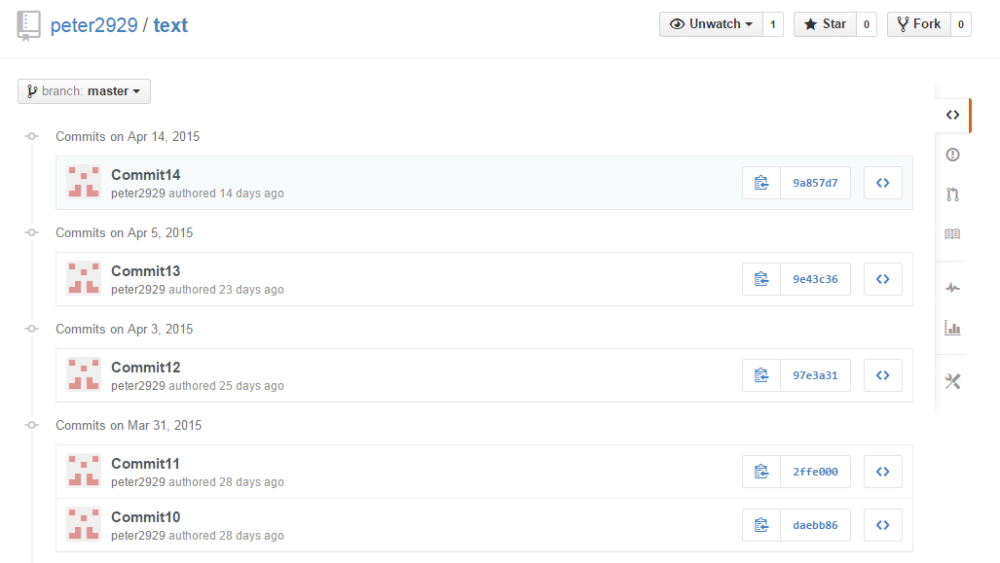 peter2929 / text
Unwatch 1 Star 0 Fork 0
branch: master
Commits on Apr 14, 2015
Commit14
peter2929 authored 14 days ago
9a857d7
Commits on Apr 5, 2015
Commit13
peter2929 authored 23 days ago
9e43c36
Commits on Apr 3, 2015
Commit12
peter2929 authored 25 days ago
97e3a31
Commits on Mar 31, 2015
Commit11
peter2929 authored 28 days ago
2ffe000
Commit10
peter2929 authored 28 days ago
daebb86